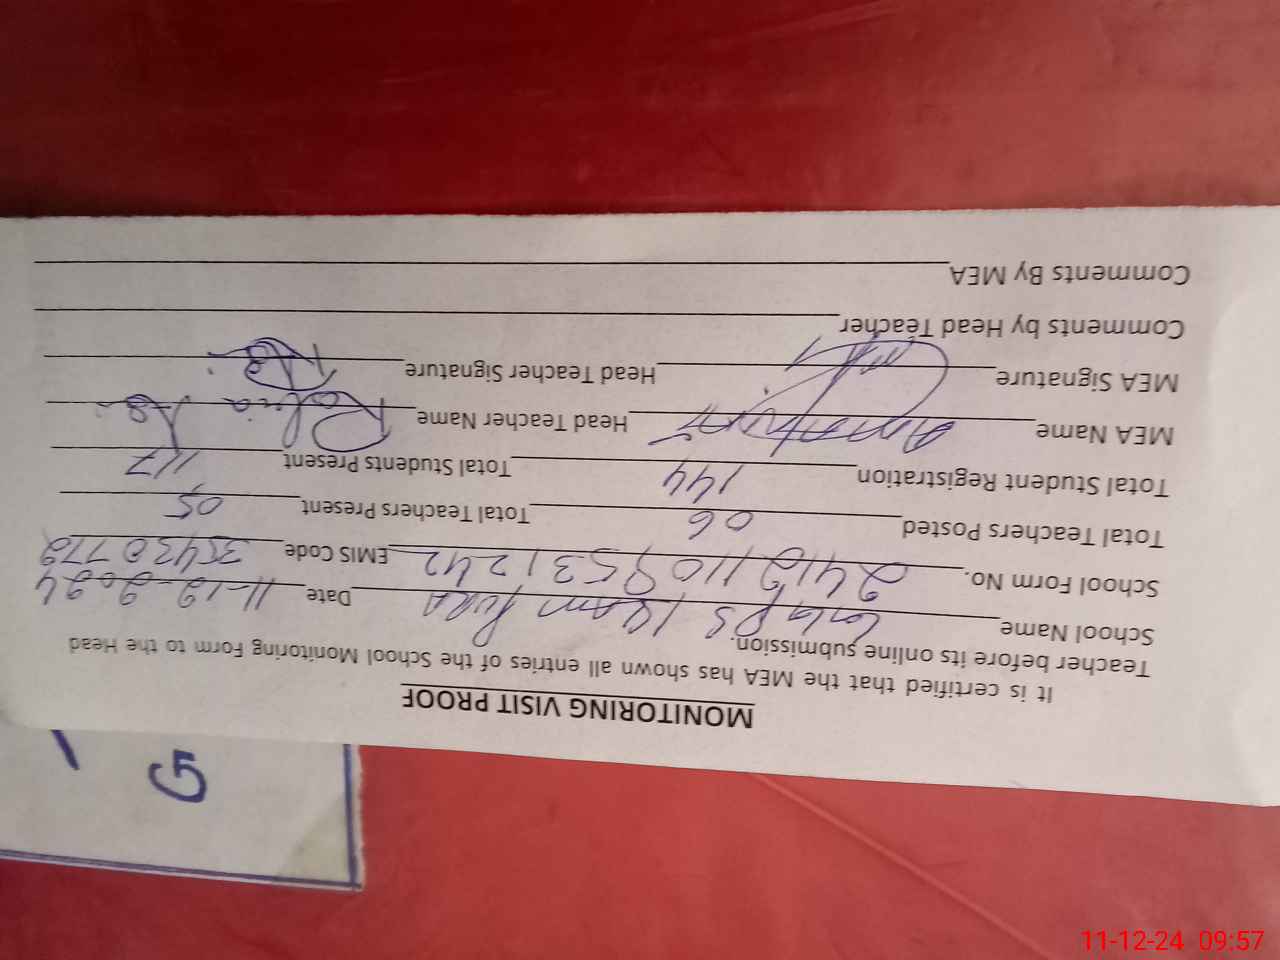 MONITORING VISIT PROOF
It is certified that the MEA has shown all entries of the School Monitoring Form to the Head
Teacher before its online submission.
School Name GGPS Ikram Pura Date 11-12-2024
School Form No. 24121109531242 EMIS Code 35430772
Total Teachers Posted 06 Total Teachers Present 05
Total Student Registration 144 Total Students Present 117
MEA Name Head Teacher Name Rabia
MEA Signature Head Teacher Signature
Comments by Head Teacher
Comments By MEA
5
11-12-24 09:57